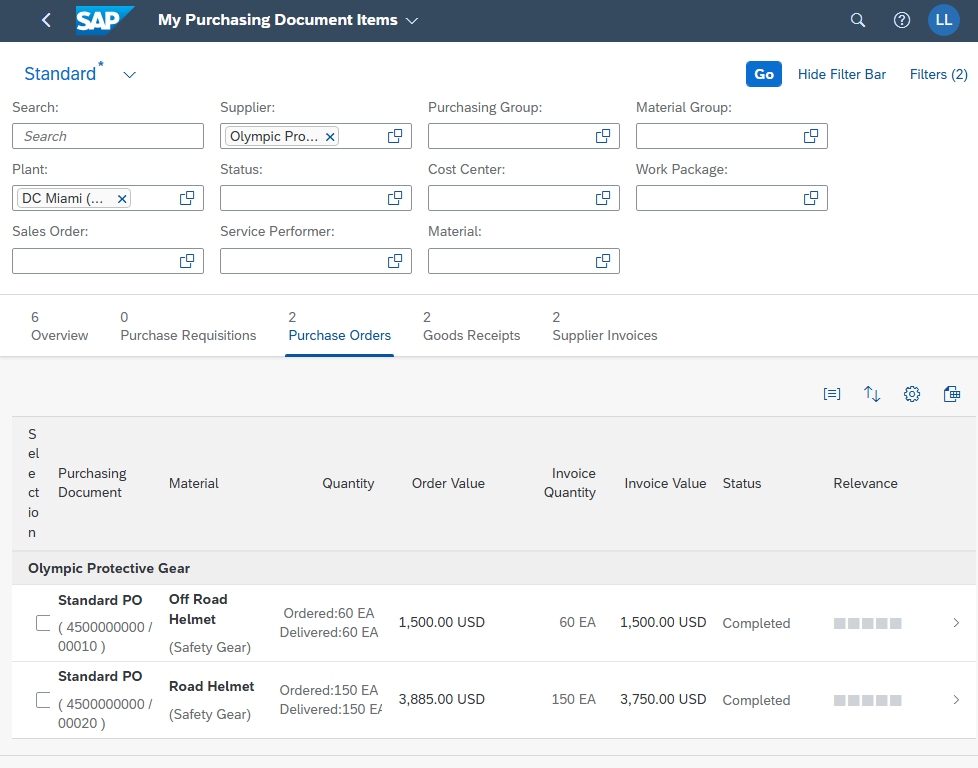 SAP My Purchasing Document Items LL
Standard* Go Hide Filter Bar Filters (2)
Search: Supplier: Purchasing Group: Material Group:
Search Olympic Pro...
Plant: Status: Cost Center: Work Package:
DC Miami (...
Sales Order: Service Performer: Material:
6 0 2 2 2
Overview Purchase Requisitions Purchase Orders Goods Receipts Supplier Invoices
Selection Purchasing Document Material Quantity Order Value Invoice Quantity Invoice Value Status Relevance
Olympic Protective Gear
Standard PO Off Road
Helmet
( 4500000000 /
00010 ) (Safety Gear)
Ordered:60 EA
Delivered:60 EA
1,500.00 USD 60 EA 1,500.00 USD Completed
Standard PO
( 4500000000 /
00020 )
Road Helmet
(Safety Gear)
Ordered:150 EA
Delivered:150 EA
3,885.00 USD 150 EA 3,750.00 USD Completed